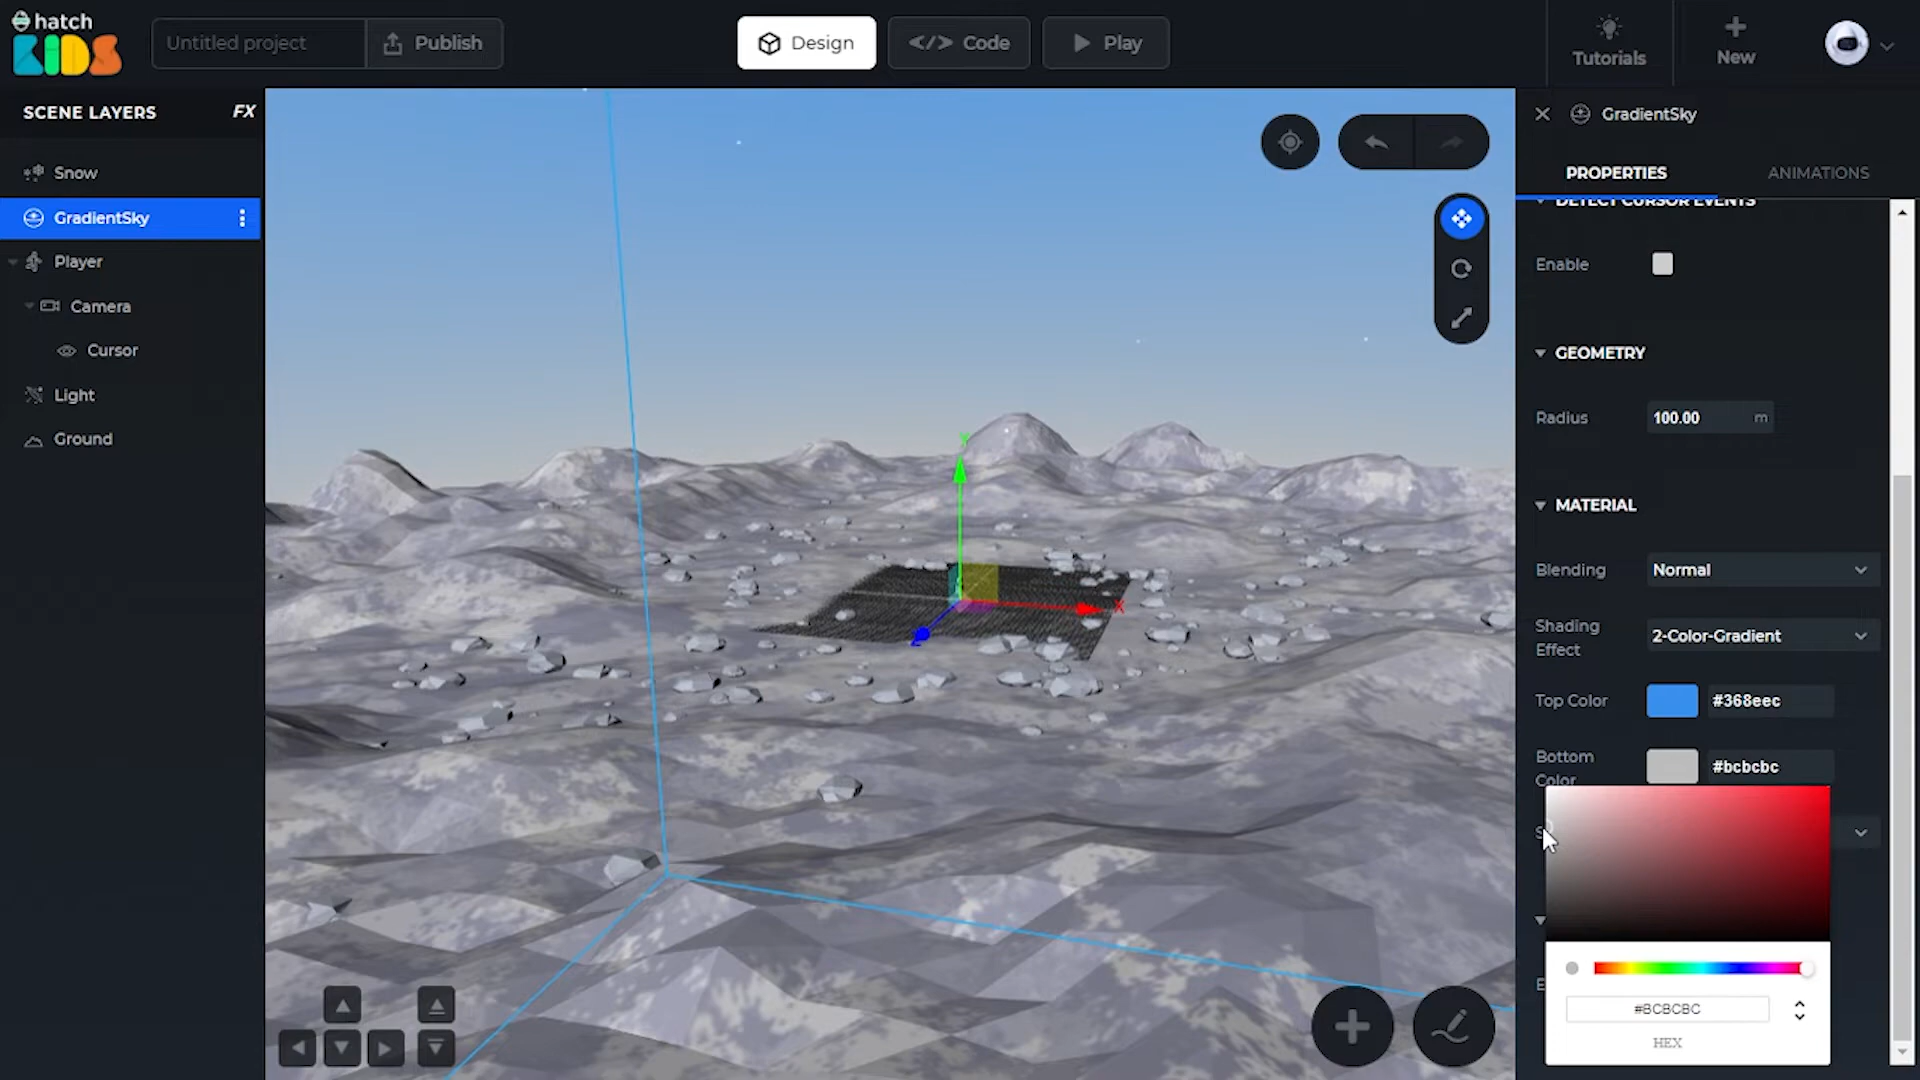 hatch
KIDS
Untitled project
Publish
Design
</> Code
Play
Tutorials
New
SCENE LAYERS
FX
Snow
GradientSky
Player
Camera
Cursor
Light
Ground
Y
X
Z
GradientSky
PROPERTIES
ANIMATIONS
DETECT CURSOR EVENTS
Enable
GEOMETRY
Radius
100.00
m
MATERIAL
Blending
Normal
Shading
Effect
2-Color-Gradient
Top Color
#368eec
Bottom
Color
#bcbcbc
#BCBCBC
HEX